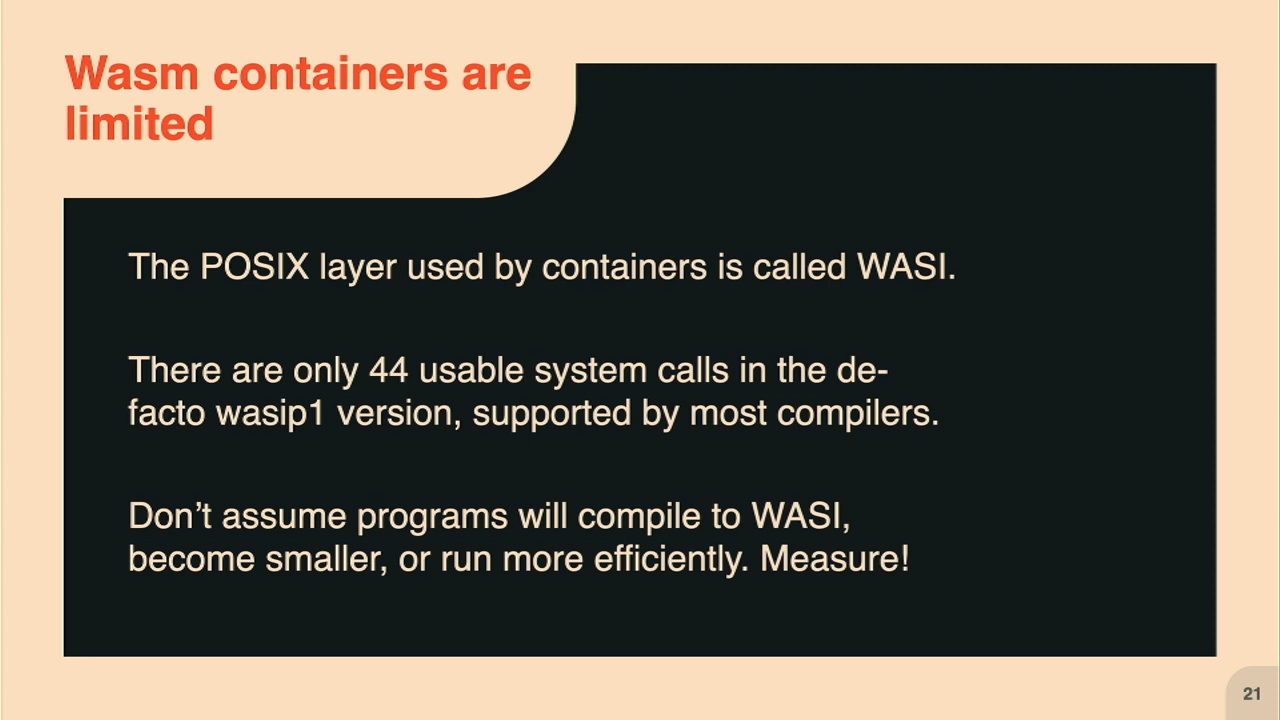 Wasm containers are
limited
The POSIX layer used by containers is called WASI.
There are only 44 usable system calls in the de-
facto wasip1 version, supported by most compilers.
Don’t assume programs will compile to WASI,
become smaller, or run more efficiently. Measure!
21